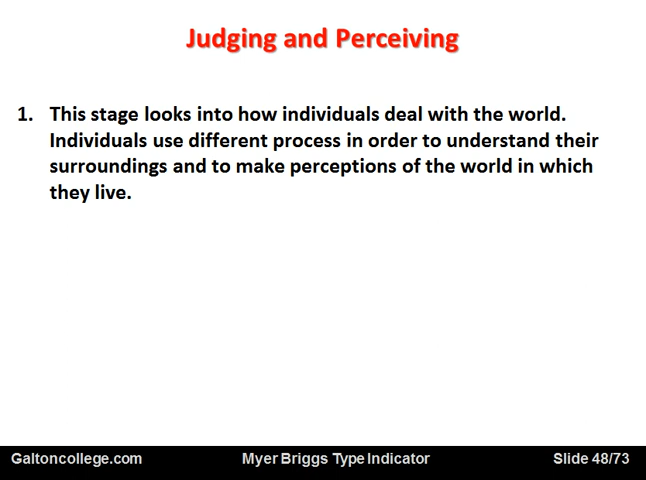 Judging and Perceiving
1. This stage looks into how individuals deal with the world.
Individuals use different process in order to understand their
surroundings and to make perceptions of the world in which
they live.
Galtoncollege.com Myer Briggs Type Indicator Slide 48/73